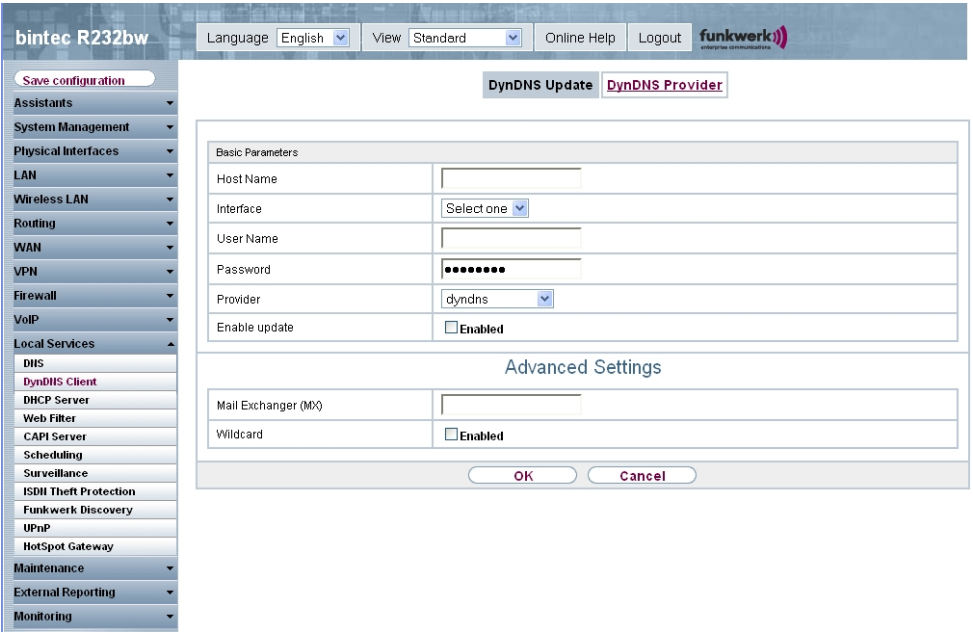 bintec R232bw
Language English View Standard Online Help Logout funkwerk
enterprise communications
Save configuration
Assistants
System Management
Physical Interfaces
LAN
Wireless LAN
Routing
WAN
VPN
Firewall
VoIP
Local Services
DNS
DynDNS Client
DHCP Server
Web Filter
CAPI Server
Scheduling
Surveillance
ISDN Theft Protection
Funkwerk Discovery
UPnP
HotSpot Gateway
Maintenance
External Reporting
Monitoring
DynDNS Update DynDNS Provider
Basic Parameters
Host Name
Interface Select one
User Name
Password ••••••••
Provider dyndns
Enable update Enabled
Advanced Settings
Mail Exchanger (MX)
Wildcard Enabled
OK Cancel